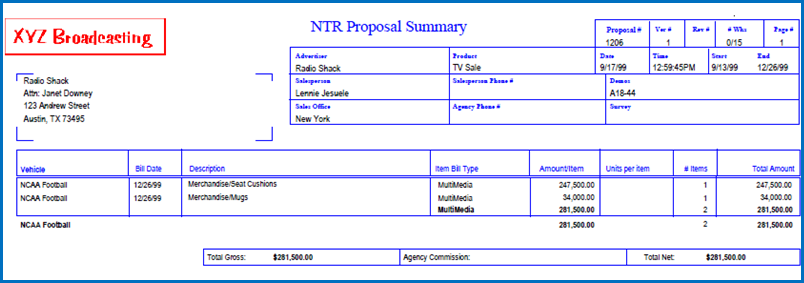 XYZ Broadcasting
NTR Proposal Summary
Proposal # Ver # Rev # # Wks Page #
1206 1 0/15 1
Advertiser Product Date Time Start End
Radio Shack TV Sale 9/17/99 12:59:45PM 9/13/99 12/26/99
Salesperson Salesperson Phone # Demos
Lennie Jesuele A18-44
Sales Office Agency Phone # Survey
New York
Radio Shack
Attn: Janet Downey
123 Andrew Street
Austin, TX 73495
Vehicle Bill Date Description Item Bill Type Amount/Item Units per item # Items Total Amount
NCAA Football 12/26/99 Merchandise/Seat Cushions MultiMedia 247,500.00 1 247,500.00
NCAA Football 12/26/99 Merchandise/Mugs MultiMedia 34,000.00 1 34,000.00
MultiMedia 281,500.00 2 281,500.00
NCAA Football 281,500.00 2 281,500.00
Total Gross: $281,500.00 Agency Commission: Total Net: $281,500.00